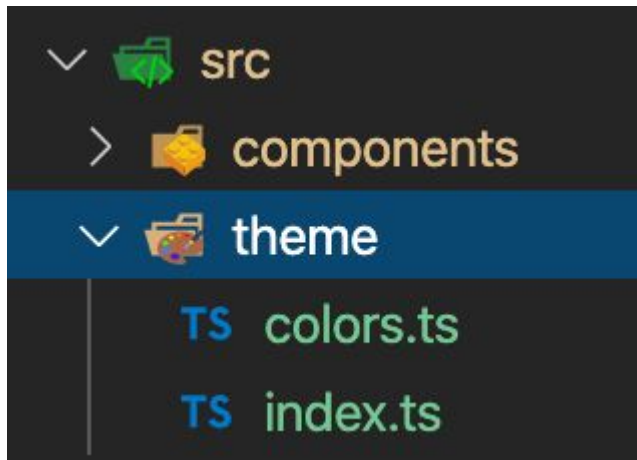 src
components
theme
TS colors.ts
TS index.ts